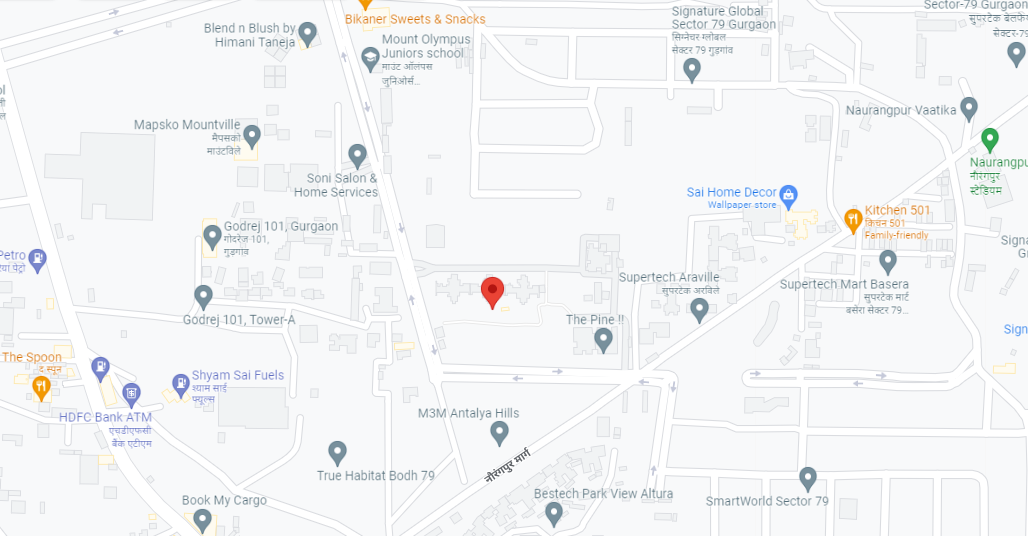 Bikaner Sweets & Snacks
Signature Global
Sector 79 Gurgaon
सिग्नेचर ग्लोबल
सेक्टर 79 गुड़गांव
Sector-79 Gurgaon
सुपरटेक
सेक्टर-79
Blend n Blush by
Himani Taneja
Mount Olympus
Juniors school
माउंट ओलंपस
जुनिओर्स...
Naurangpur Vaatika
Mapsko Mountville
मैपसको
माउंटविले
Soni Salon &
Home Services
नौरंगपुर
स्टेडियम
Sai Home Decor
Wallpaper store
Kitchen 501
किचन 501
Family-friendly
Godrej 101, Gurgaon
गोदरेज 101,
गुड़गांव
Petro
Supertech Araville
सुपरटेक अरविले
Supertech Mart Basera
सुपरटेक मार्ट
बसेरा सेक्टर 79...
Godrej 101, Tower-A
The Pine !!
The Spoon
द स्पून
Shyam Sai Fuels
श्याम साई
फ्यूल्स
HDFC Bank ATM
एचडीएफसी
बैंक एटीएम
M3M Antalya Hills
नौरंगपुर मार्ग
True Habitat Bodh 79
Book My Cargo
Bestech Park View Altura
SmartWorld Sector 79